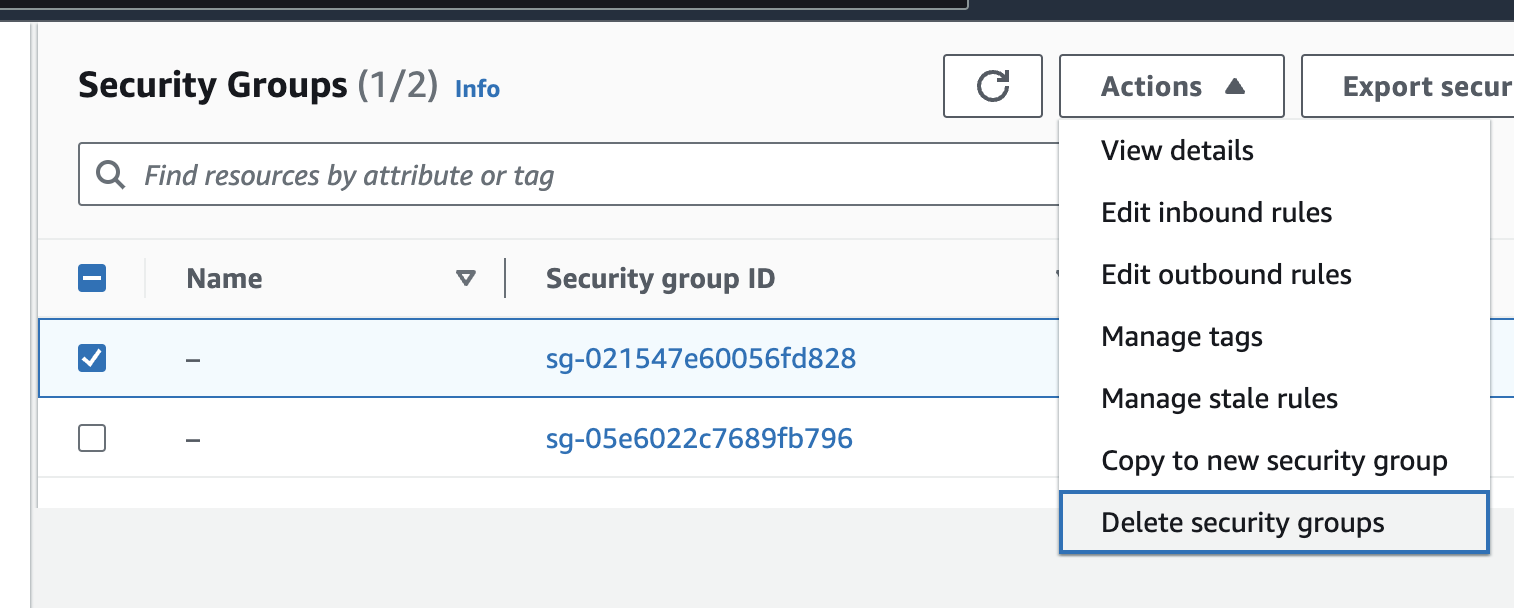 Security Groups (1/2) Info
Actions
Export secur
Find resources by attribute or tag
View details
Edit inbound rules
Edit outbound rules
Manage tags
Manage stale rules
Copy to new security group
Delete security groups
Name
Security group ID
– sg-021547e60056fd828
– sg-05e6022c7689fb796